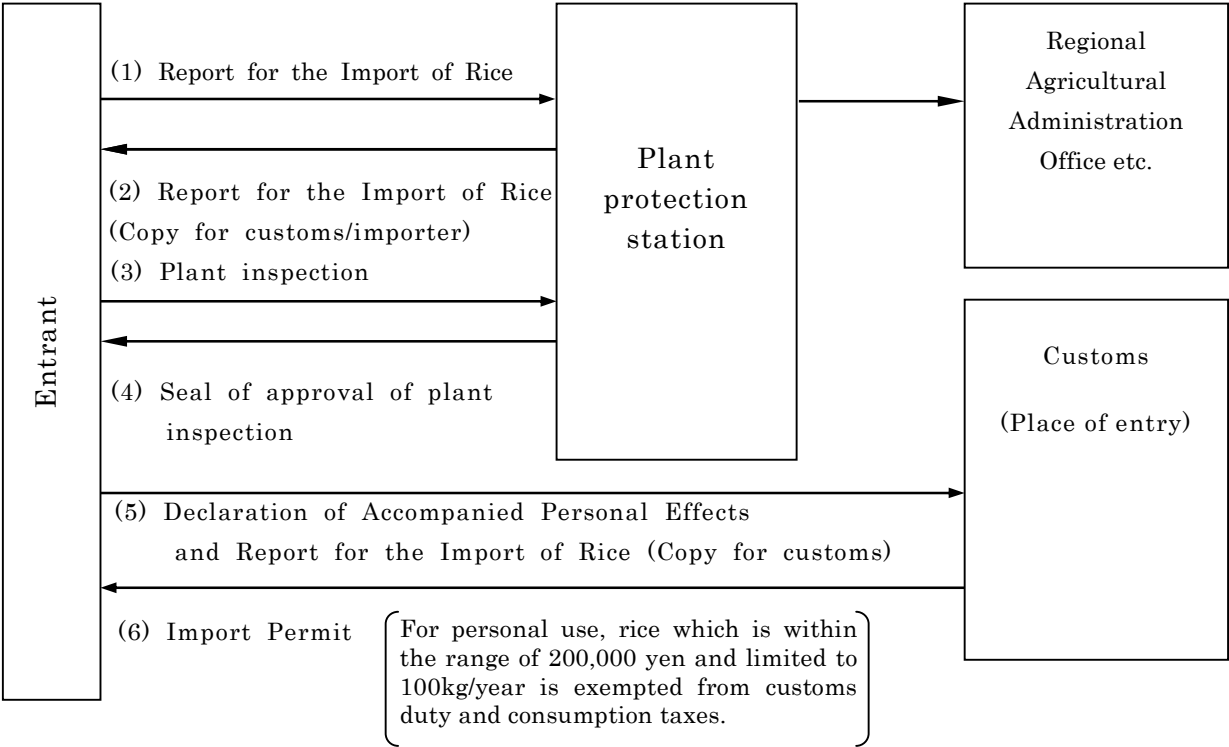 Entrant
(1) Report for the Import of Rice
(2) Report for the Import of Rice
(Copy for customs/importer)
(3) Plant inspection
(4) Seal of approval of plant
inspection
Plant
protection
station
Regional
Agricultural
Administration
Office etc.
Customs
(Place of entry)
(5) Declaration of Accompanied Personal Effects
and Report for the Import of Rice (Copy for customs)
(6) Import Permit
For personal use, rice which is within
the range of 200,000 yen and limited to
100kg/year is exempted from customs
duty and consumption taxes.